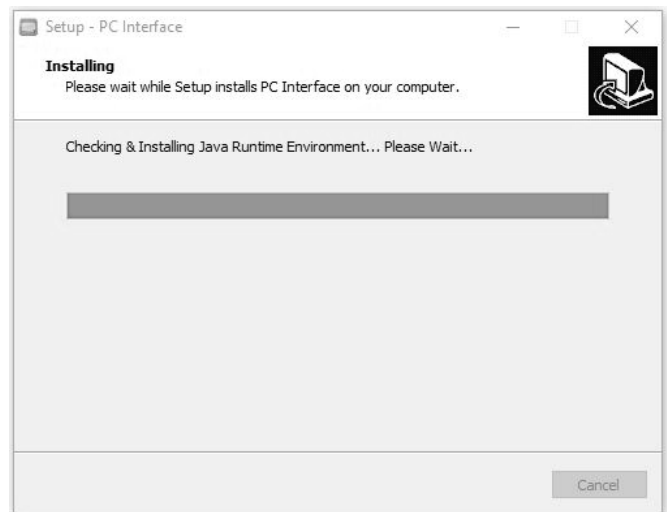 Setup - PC Interface
Installing
Please wait while Setup installs PC Interface on your computer.
Checking & Installing Java Runtime Environment... Please Wait...
Cancel